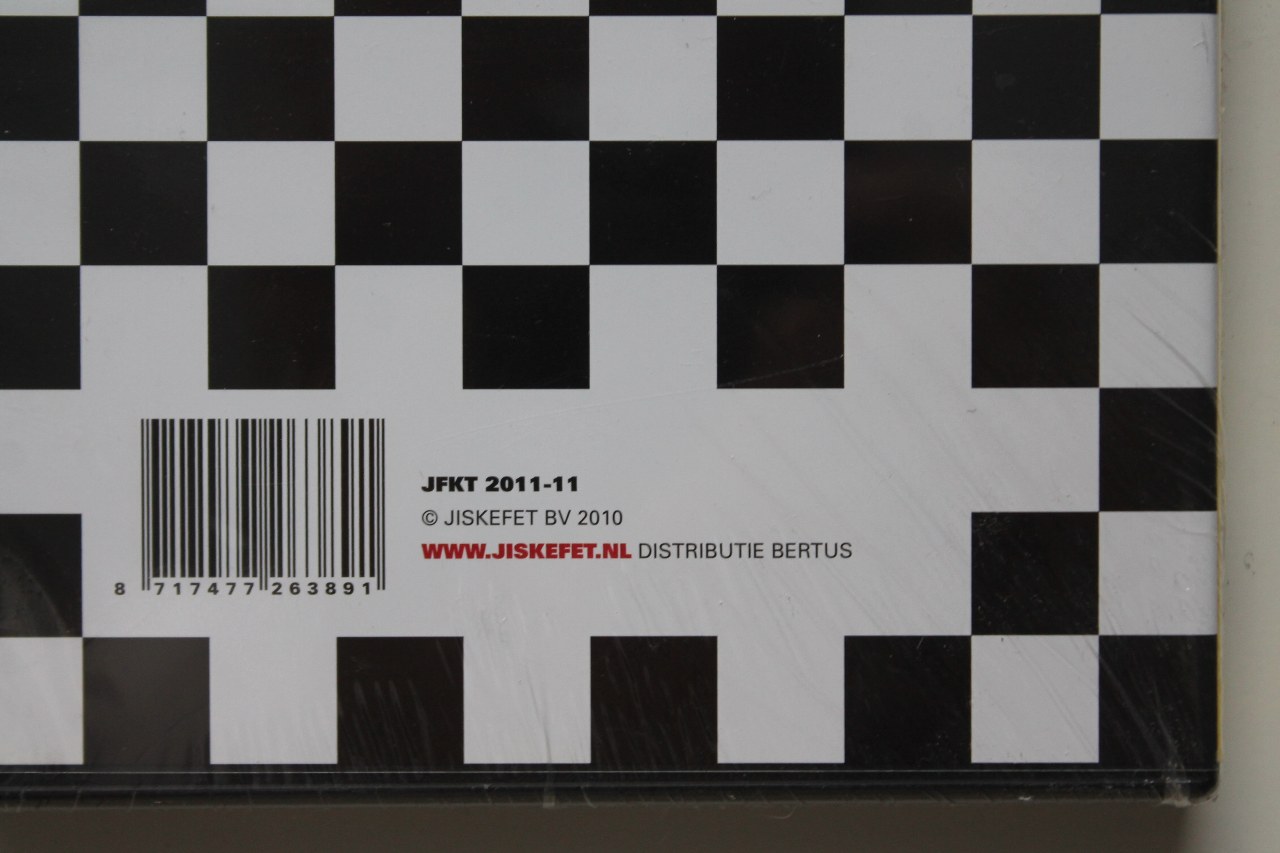 JFKT 2011-11
© JISKEFET BV 2010
WWW.JISKEFET.NL DISTRIBUTIE BERTUS
8 717477 263891